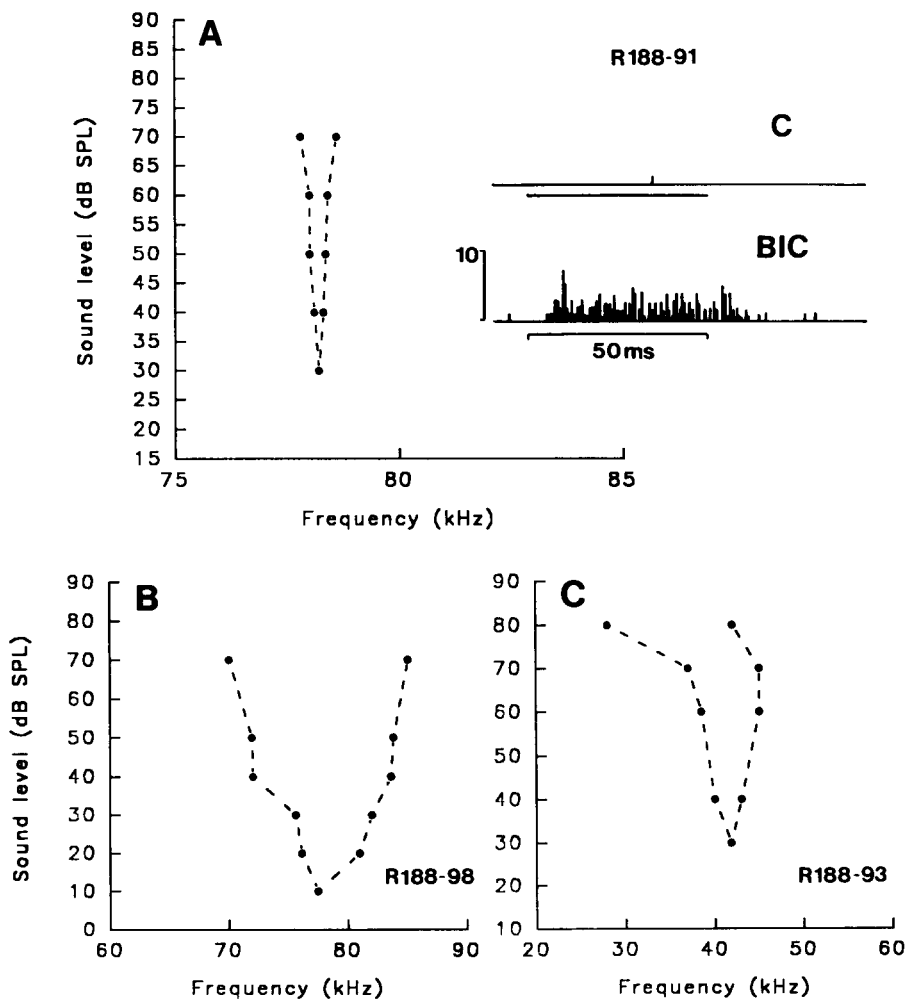 A
R188-91
C
BIC
10
50ms
90
85
80
75
70
65
60
55
50
45
40
35
30
25
20
15
Sound level (dB SPL)
75 80 85
Frequency (kHz)
B
90
80
70
60
50
40
30
20
10
0
Sound level (dB SPL)
R188-98
60 70 80 90
Frequency (kHz)
C
90
80
70
60
50
40
30
20
10
R188-93
20 30 40 50 60
Frequency (kHz)